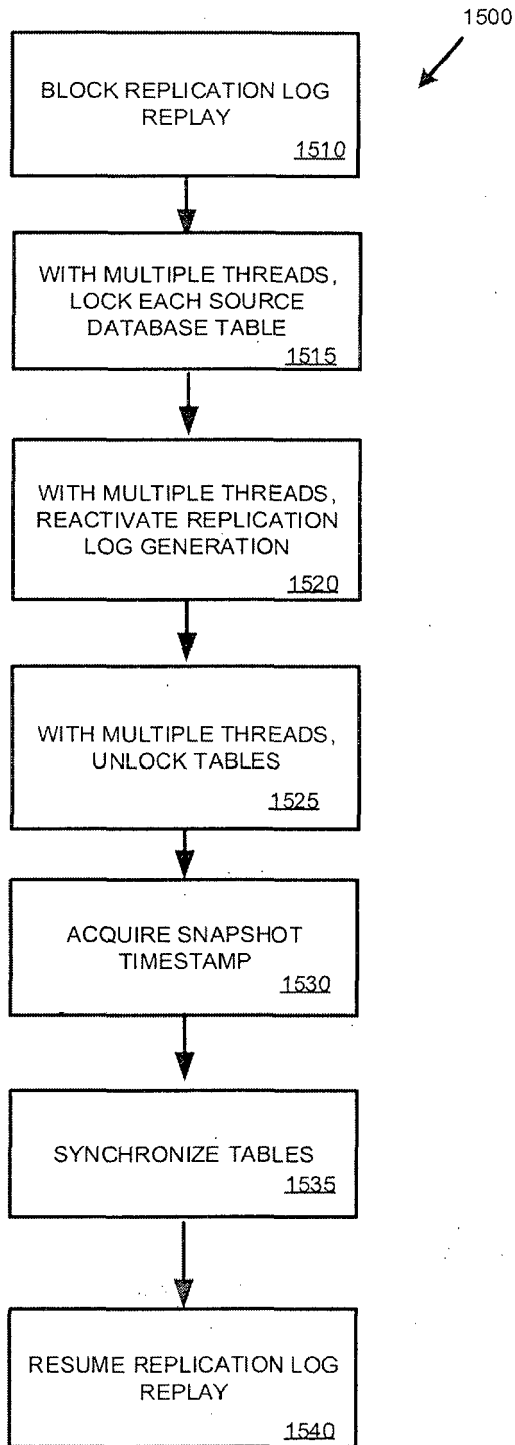 1500
BLOCK REPLICATION LOG
REPLAY
1510
WITH MULTIPLE THREADS,
LOCK EACH SOURCE
DATABASE TABLE
1515
WITH MULTIPLE THREADS,
REACTIVATE REPLICATION
LOG GENERATION
1520
WITH MULTIPLE THREADS,
UNLOCK TABLES
1525
ACQUIRE SNAPSHOT
TIMESTAMP
1530
SYNCHRONIZE TABLES
1535
RESUME REPLICATION LOG
REPLAY
1540